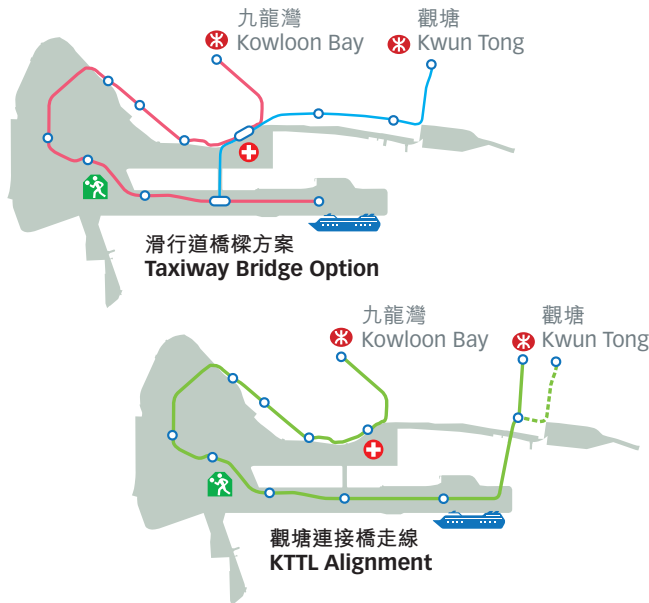 九龍灣
Kowloon Bay
觀塘
Kwun Tong
滑行道橋樑方案
Taxiway Bridge Option
九龍灣
Kowloon Bay
觀塘
Kwun Tong
觀塘連接橋走線
KTTL Alignment